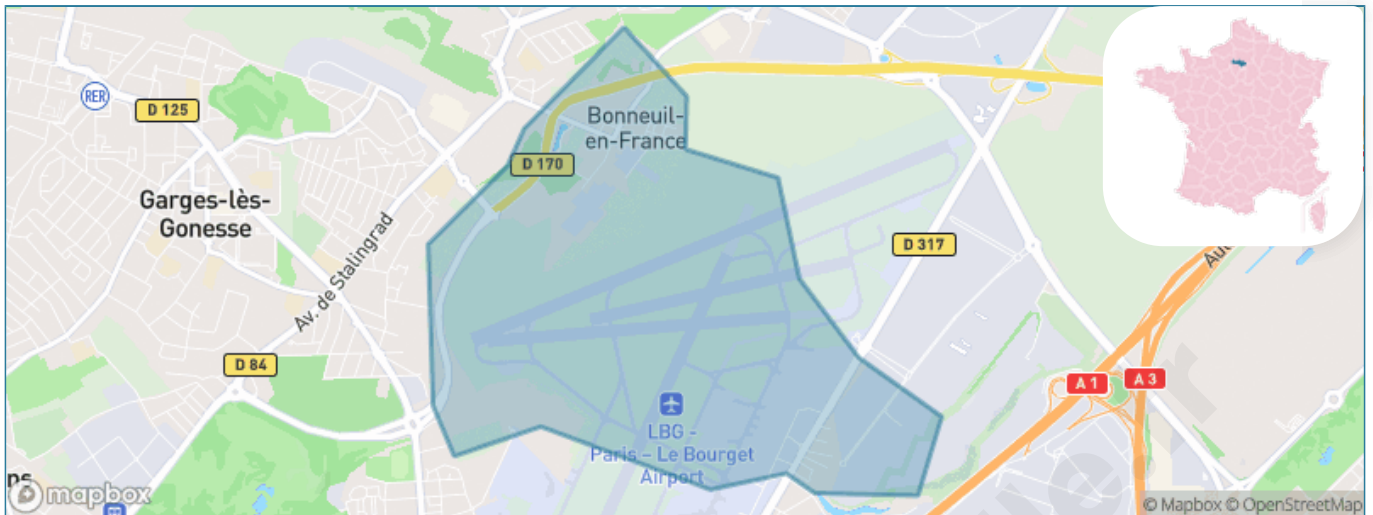 RER
D 125
Bonneuil-
en-France
D 170
Garges-lès-
Gonesse
Av. de Stalingrad
D 317
D 84
A 1
A 3
LBG -
Paris – Le Bourget
Airport
mapbox
© Mapbox © OpenStreetMap